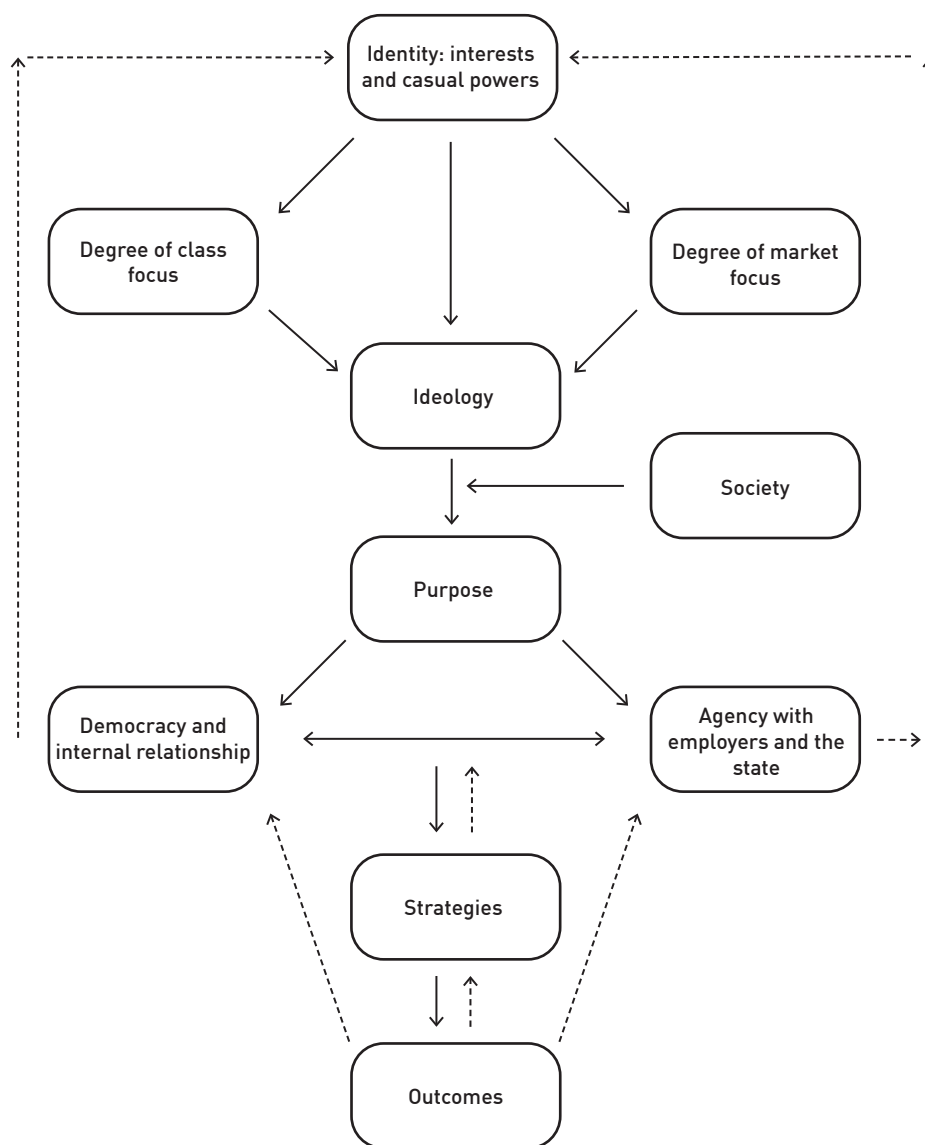 Identity: interests
and casual powers
Degree of class
focus
Degree of market
focus
Ideology
Society
Purpose
Democracy and
internal relationship
Agency with
employers and the
state
Strategies
Outcomes